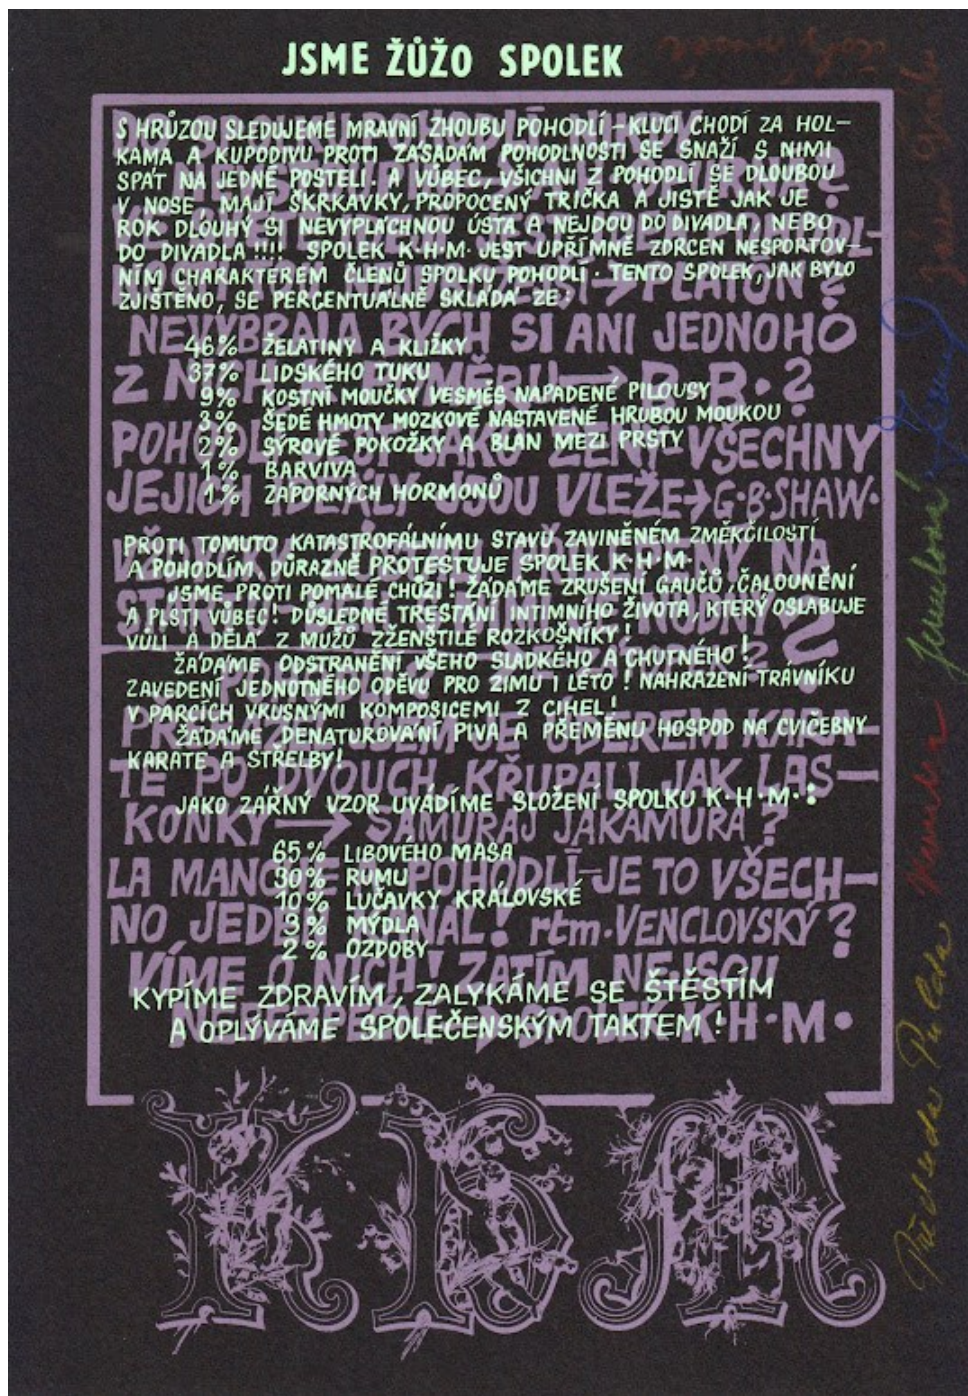 JSME ŽŮŽO SPOLEK
S HRŮZOU SLEDUJEME MRAVNÍ ZHOUBU POHODLÍ – KLUCI CHODÍ ZA HOL–
KAMA A KUPODIVU PROTI ZÁSADÁM POHODLNOSTI SE SNAŽÍ S NIMI
SPÁT NA JEDNÉ POSTELI. A VŮBEC, VŠICHNI Z POHODLÍ SE DLOUBOU
V NOSE, MAJÍ ŠKRKAVKY, PROPOCENÝ TRIČKA A JISTĚ JAK JE
ROK DLOUHÝ SI NEVYPLÁCHNOU ÚSTA A NEJDOU DO DIVADLA, NEBO
DO DIVADLA!!!! SPOLEK K·H·M· JEST UPŘÍMNĚ ZDRCEN NESPORTOV–
NÍM CHARAKTEREM ČLENŮ SPOLKU POHODLÍ· TENTO SPOLEK, JAK BYLO
ZJIŠTĚNO, SE PERCENTUÁLNĚ SKLÁDÁ ZE:
46% ŽELATINY A KLIŽKY
37% LIDSKÉHO TUKU
9% KOSTNÍ MOUČKY VESMĚS NAPADENÉ PILOUSY
3% ŠEDÉ HMOTY MOZKOVÉ NASTAVENÉ HRUBOU MOUKOU
2% SÝROVÉ POKOŽKY A BLAN MEZI PRSTY
1% BARVIVA
1% ZÁPORNÝCH HORMONŮ
PROTI TOMUTO KATASTROFÁLNÍMU STAVU ZAVINĚNÉM ZMĚKČILOSTÍ
A POHODLÍM, DŮRAZNĚ PROTESTUJE SPOLEK K·H·M·
JSME PROTI POMALÉ CHŮZI! ŽÁDÁME ZRUŠENÍ GAUČŮ, ČALOUNĚNÍ
A PLSTI VŮBEC! DŮSLEDNÉ TRESTÁNÍ INTIMNÍHO ŽIVOTA, KTERÝ OSLABUJE
VŮLI A DĚLÁ Z MUŽŮ ZŽENŠTILÉ ROZKOŠNÍKY!
ŽÁDÁME ODSTRANĚNÍ VŠEHO SLADKÉHO A CHUTNÉHO!
ZAVEDENÍ JEDNOTNÉHO ODĚVU PRO ZIMU I LÉTO! NAHRAZENÍ TRÁVNÍKU
V PARCÍCH VKUSNÝMI KOMPOSICEMI Z CIHEL!
ŽÁDÁME DENATUROVÁNÍ PIVA A PŘEMĚNU HOSPOD NA CVIČEBNY
KARATE A STŘELBY!
JAKO ZÁŘNÝ VZOR UVÁDÍME SLOŽENÍ SPOLKU K·H·M·:
65% LIBOVÉHO MASA
30% RUMU
10% LUČAVKY KRÁLOVSKÉ
3% MÝDLA
2% OZDOBY
KYPÍME ZDRAVÍM, ZALYKÁME SE ŠTĚSTÍM
A OPLÝVÁME SPOLEČENSKÝM TAKTEM!
PLATÓN?
NEVYBRALA BYCH SI ANI JEDNOHO
Z B.B.?
VŠECHNY
JEJICH IDEÁLY JSOU VLEŽE→G·B·SHAW·
JSEM JE ÚDEREM KARA–
TE PO DVOUCH, KŘUPALI JAK LAS–
KONKY → SAMURAJ JAKAMURA?
LA MANCHE POHODLÍ–JE TO VŠECH–
NO JEDEN KANÁL! rtm·VENCLOVSKÝ?
VÍME O NICH! ZATÍM NEJSOU
NEBEZPEČNÍ → SPOLEK K·H·M·
K H M